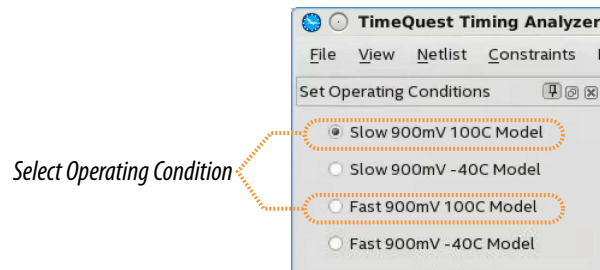 TimeQuest Timing Analyzer
File View Netlist Constraints
Set Operating Conditions
Slow 900mV 100C Model
Slow 900mV -40C Model
Select Operating Condition
Fast 900mV 100C Model
Fast 900mV -40C Model